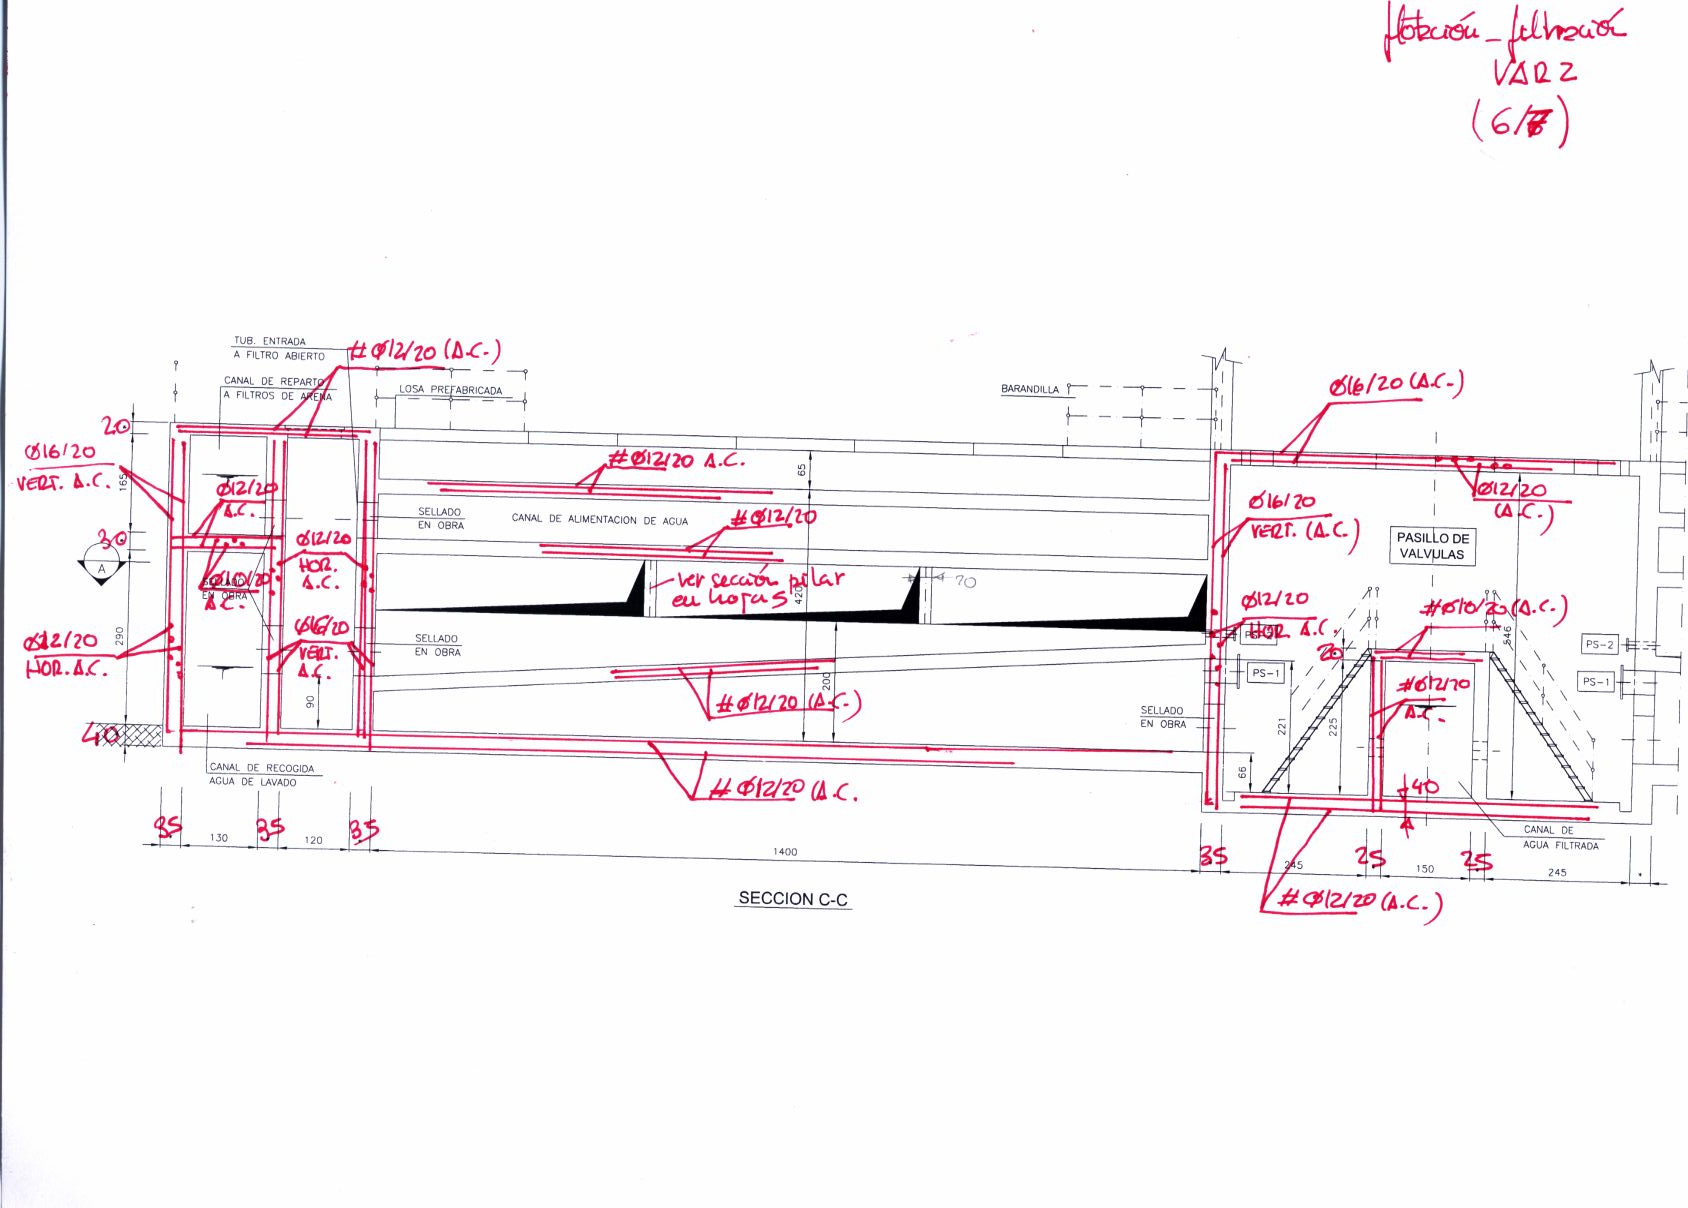 flotación - filtración
VAR 2
TUB. ENTRADA
A FILTRO ABIERTO
# Ø12/20 (A.C.)
CANAL DE REPARTO
A FILTROS DE ARENA
LOSA PREFABRICADA
BARANDILLA
Ø16/20 (A.C.)
20
Ø16/20
VERT. A.C.
165
# Ø12/20 A.C.
65
Ø12/20
A.C.
SELLADO
EN OBRA
CANAL DE ALIMENTACION DE AGUA
# Ø12/20
Ø16/20
VERT. (A.C.)
Ø12/20
(A.C.)
PASILLO DE
VALVULAS
30
A
Ø12/20
HOR.
A.C.
SELLADO
EN OBRA
A.C.
ver sección pilar
en hojas
420
20
Ø12/20
HOR. A.C.
# Ø10/20 (A.C.)
546
290
Ø12/20
HOR. A.C.
Ø16/20
VERT.
A.C.
SELLADO
EN OBRA
20
PS-2
PS-1
PS-1
# Ø12/20
A.C.
90
# Ø12/20 (A.C.)
200
SELLADO
EN OBRA
221
225
40
66
CANAL DE RECOGIDA
AGUA DE LAVADO
# Ø12/20 (A.C.
40
CANAL DE
AGUA FILTRADA
35
130
35
120
35
1400
35
245
25
150
25
245
# Ø12/20 (A.C.)
SECCION C-C